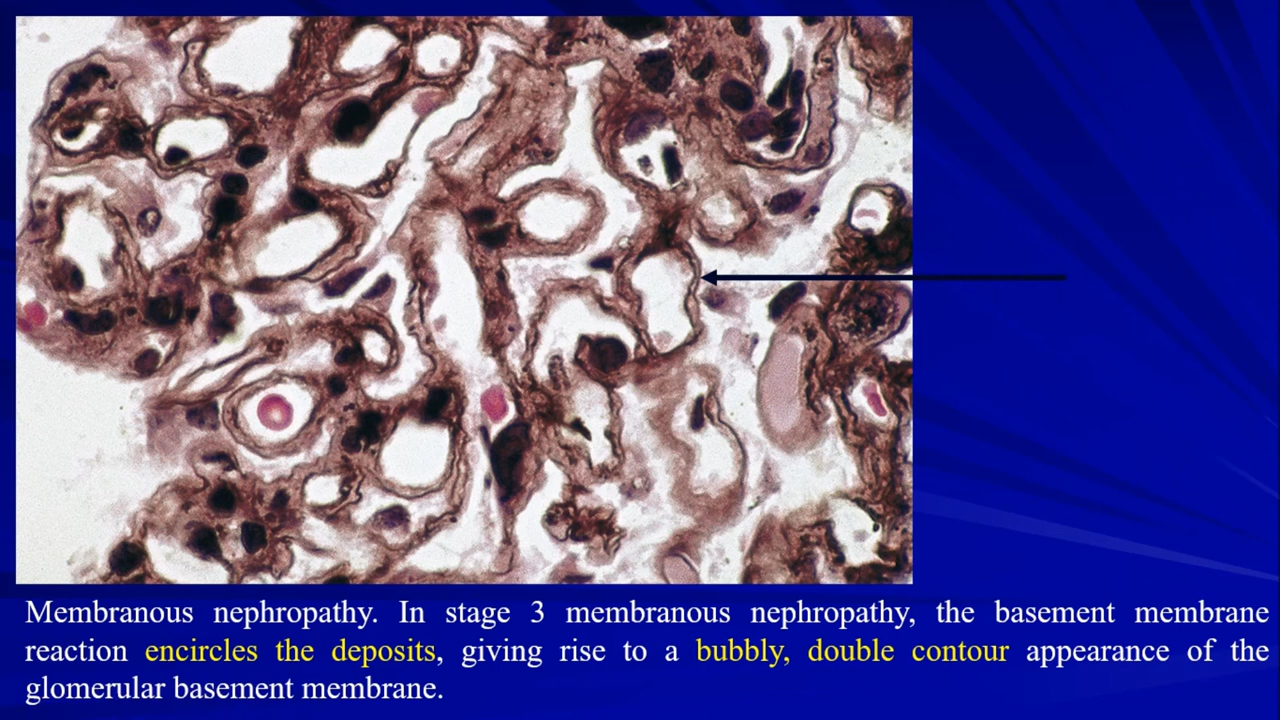 Membranous nephropathy. In stage 3 membranous nephropathy, the basement membrane
reaction encircles the deposits, giving rise to a bubbly, double contour appearance of the
glomerular basement membrane.